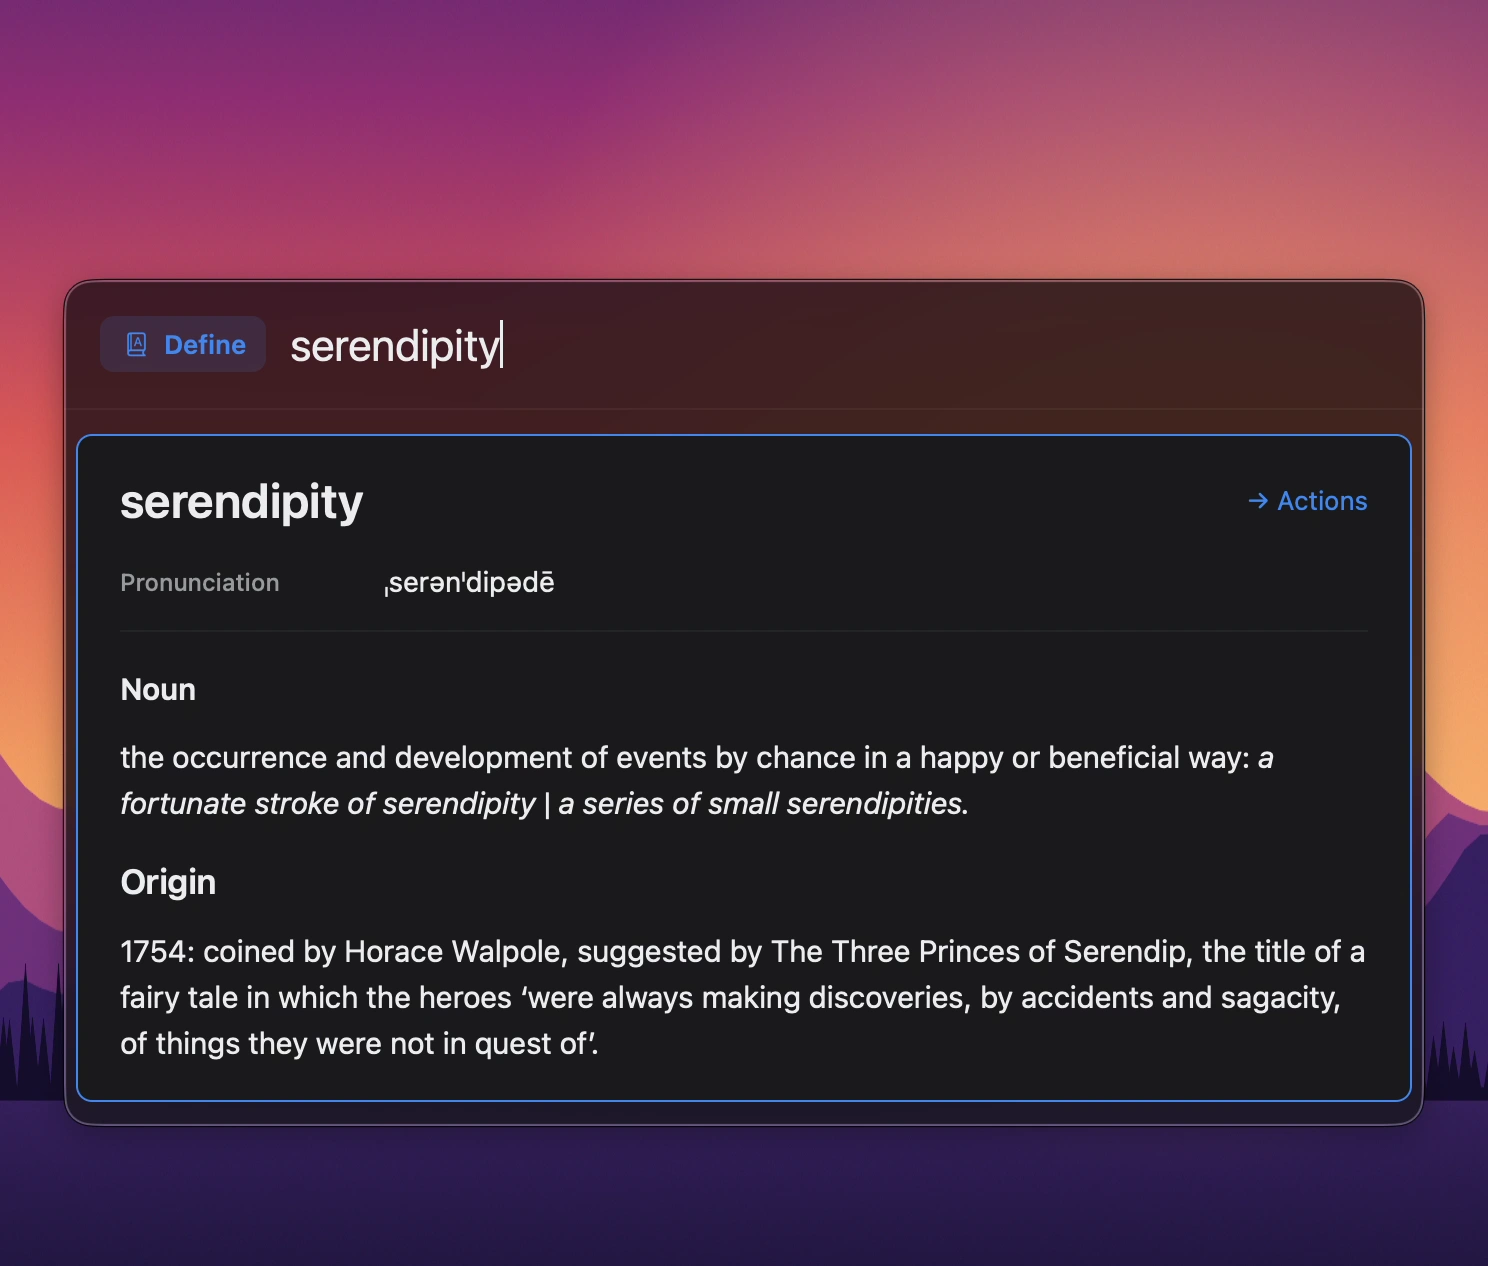 Define serendipity
serendipity → Actions
Pronunciation ˌserənˈdipədē
Noun
the occurrence and development of events by chance in a happy or beneficial way: a
fortunate stroke of serendipity | a series of small serendipities.
Origin
1754: coined by Horace Walpole, suggested by The Three Princes of Serendip, the title of a
fairy tale in which the heroes ‘were always making discoveries, by accidents and sagacity,
of things they were not in quest of’.